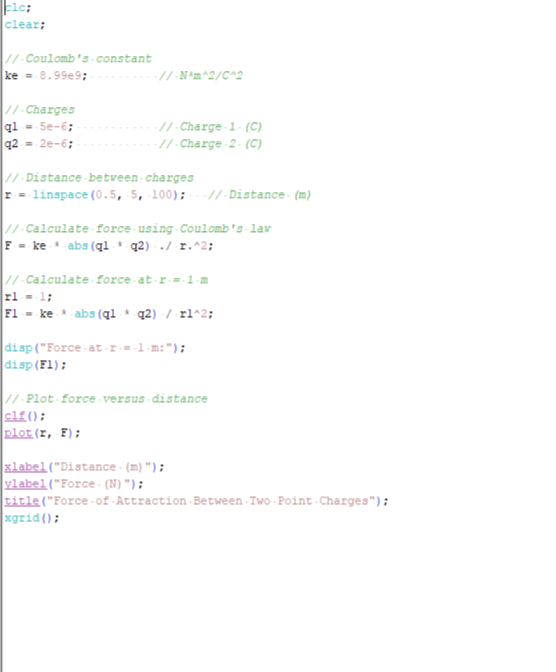 clc;
clear;
// Coulomb's constant
ke = 8.99e9; // N*m^2/C^2
// Charges
q1 = 5e-6; // Charge 1 (C)
q2 = 2e-6; // Charge 2 (C)
// Distance between charges
r = linspace(0.5, 5, 100); // Distance (m)
// Calculate force using Coulomb's law
F = ke * abs(q1 * q2) ./ r.^2;
// Calculate force at r = 1 m
r1 = 1;
F1 = ke * abs(q1 * q2) / r1^2;
disp("Force at r = 1 m:");
disp(F1);
// Plot force versus distance
clf();
plot(r, F);
xlabel("Distance (m)");
ylabel("Force (N)");
title("Force of Attraction Between Two Point Charges");
xgrid();